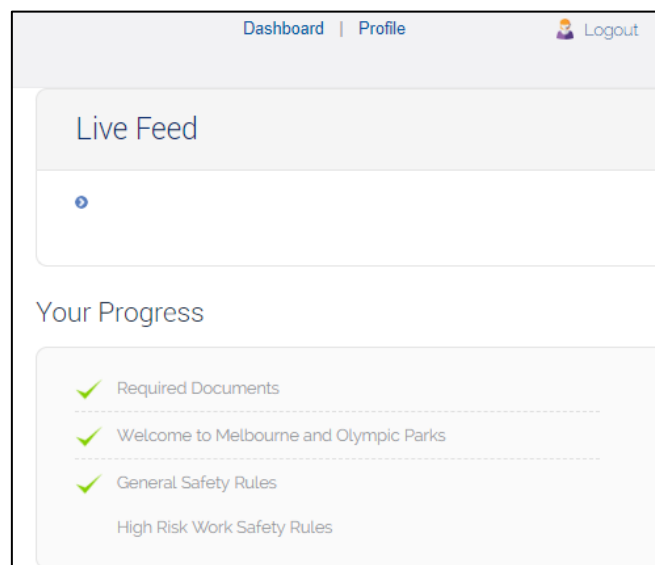 Dashboard | Profile Logout
Live Feed
Your Progress
Required Documents
Welcome to Melbourne and Olympic Parks
General Safety Rules
High Risk Work Safety Rules